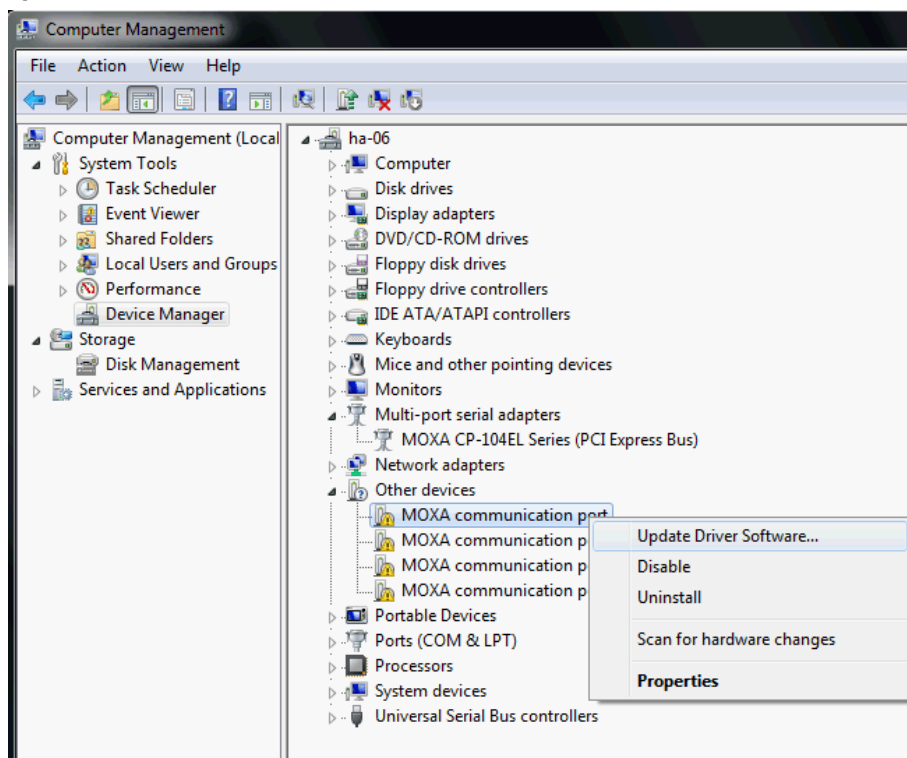 Computer Management
File Action View Help
Computer Management (Local
System Tools
Task Scheduler
Event Viewer
Shared Folders
Local Users and Groups
Performance
Device Manager
Storage
Disk Management
Services and Applications
ha-06
Computer
Disk drives
Display adapters
DVD/CD-ROM drives
Floppy disk drives
Floppy drive controllers
IDE ATA/ATAPI controllers
Keyboards
Mice and other pointing devices
Monitors
Multi-port serial adapters
MOXA CP-104EL Series (PCI Express Bus)
Network adapters
Other devices
MOXA communication port
MOXA communication p
MOXA communication p
MOXA communication p
Portable Devices
Ports (COM & LPT)
Processors
System devices
Universal Serial Bus controllers
Update Driver Software...
Disable
Uninstall
Scan for hardware changes
Properties